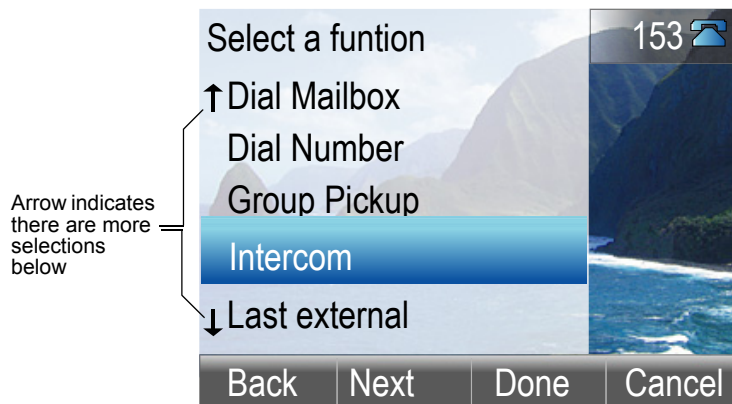 Select a funtion
153
↑Dial Mailbox
Dial Number
Group Pickup
Arrow indicates
there are more
selections
below
Intercom
↓Last external
Back Next Done Cancel